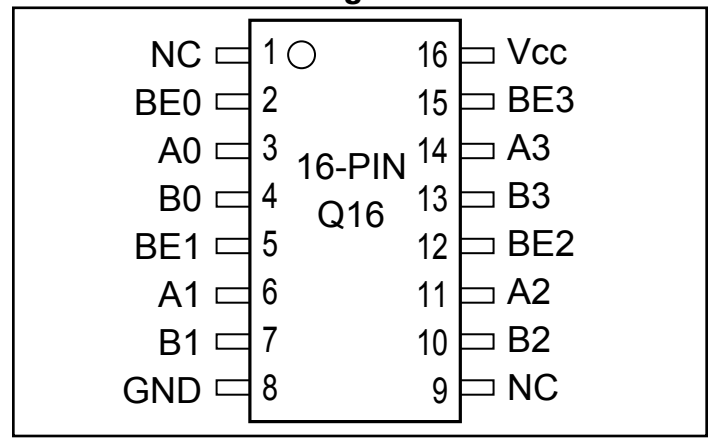 NC 1 16 Vcc
BE0 2 15 BE3
A0 3 14 A3
16-PIN
B0 4 13 B3
Q16
BE1 5 12 BE2
A1 6 11 A2
B1 7 10 B2
GND 8 9 NC